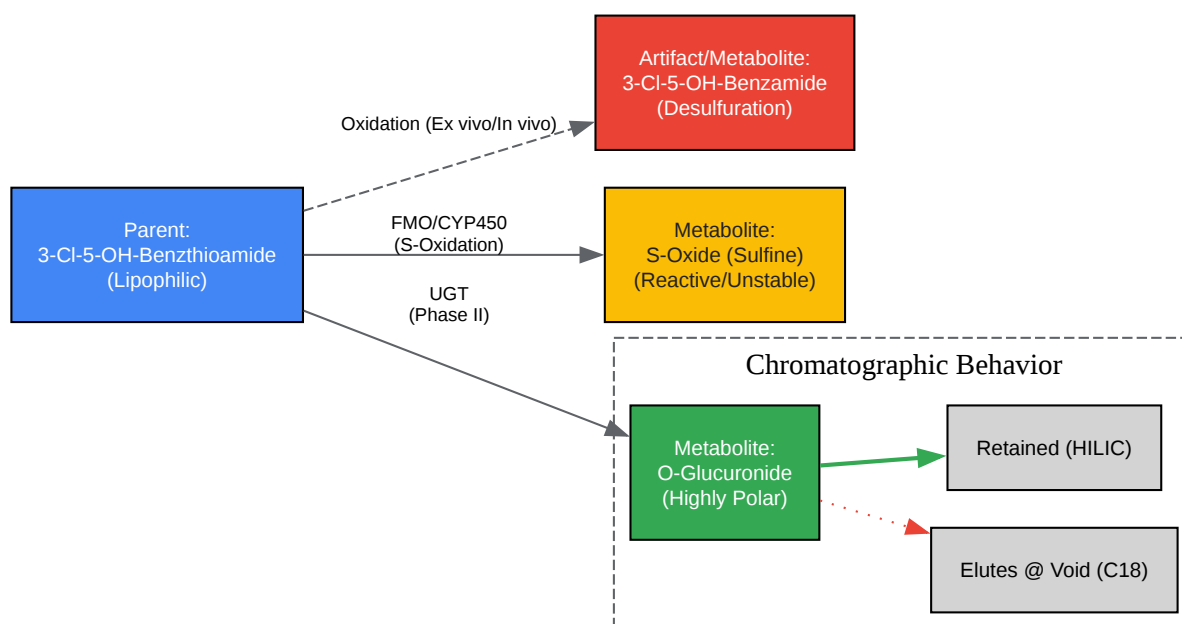 Artifact/Metabolite:
3-Cl-5-OH-Benzamide
(Desulfuration)
Oxidation (Ex vivo/In vivo)
Parent:
3-Cl-5-OH-Benzthioamide
(Lipophilic)
FMO/CYP450
(S-Oxidation)
Metabolite:
S-Oxide (Sulfine)
(Reactive/Unstable)
UGT
(Phase II)
Chromatographic Behavior
Metabolite:
O-Glucuronide
(Highly Polar)
Retained (HILIC)
Elutes @ Void (C18)